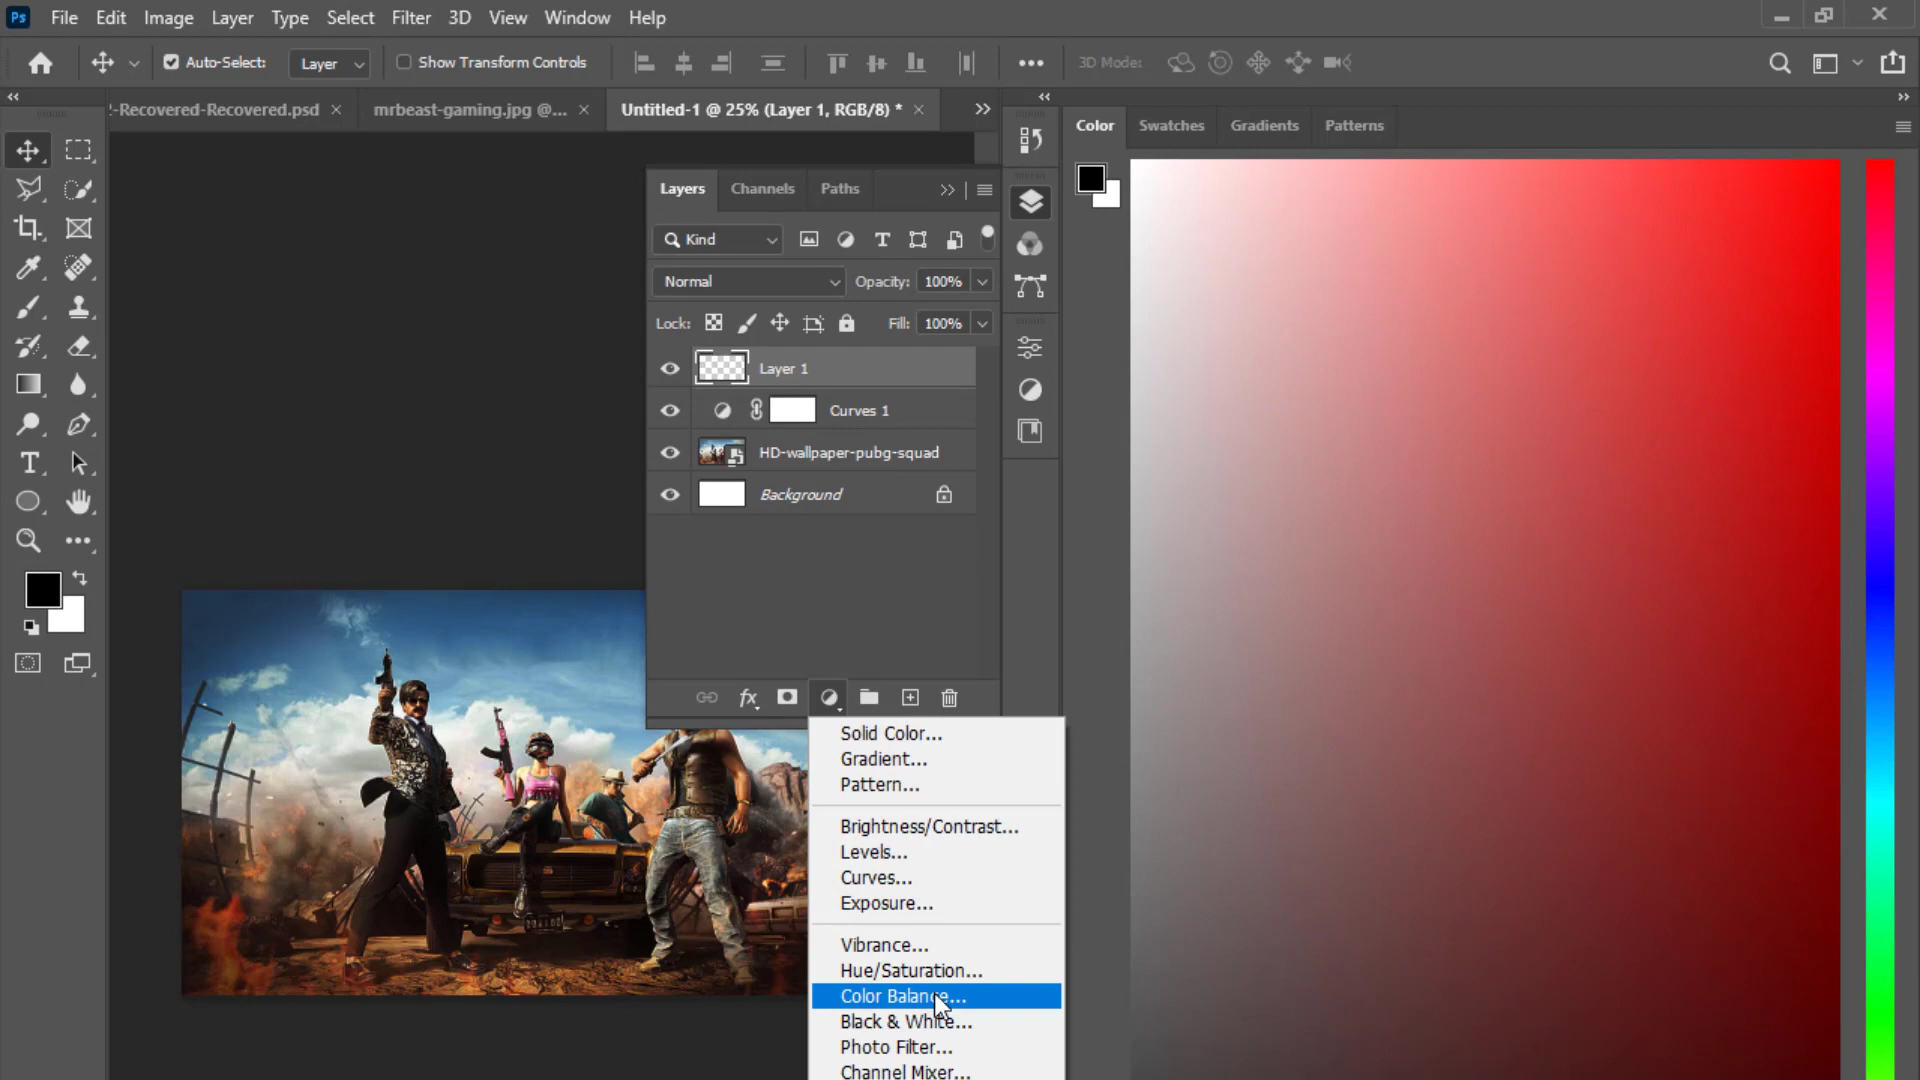 Ps File Edit Image Layer Type Select Filter 3D View Window Help
Auto-Select: Layer Show Transform Controls 3D Mode:
!-Recovered-Recovered.psd mrbeast-gaming.jpg @... Untitled-1 @ 25% (Layer 1, RGB/8) *
Color Swatches Gradients Patterns
Layers Channels Paths
Kind
Normal Opacity: 100%
Lock: Fill: 100%
Layer 1
Curves 1
HD-wallpaper-pubg-squad
Background
fx
Solid Color...
Gradient...
Pattern...
Brightness/Contrast...
Levels...
Curves...
Exposure...
Vibrance...
Hue/Saturation...
Color Balance...
Black & White...
Photo Filter...
Channel Mixer...